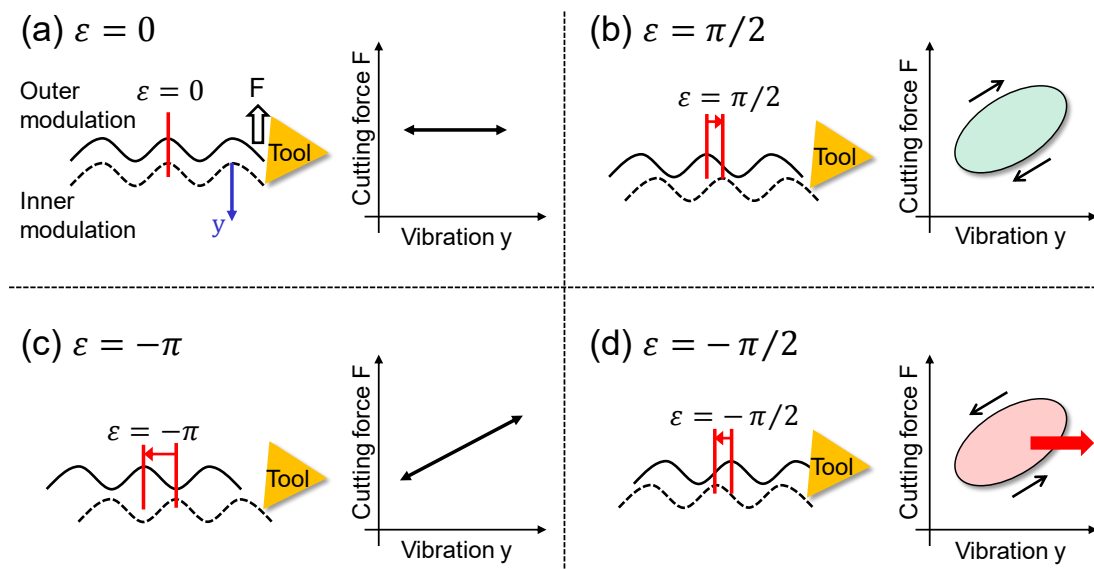 (a) ε = 0
Outer
modulation
ε = 0
F
Tool
Inner
modulation
y
Cutting force F
Vibration y
(b) ε = π/2
ε = π/2
Tool
Cutting force F
Vibration y
(c) ε = −π
ε = −π
Tool
Cutting force F
Vibration y
(d) ε = − π/2
ε = − π/2
Tool
Cutting force F
Vibration y